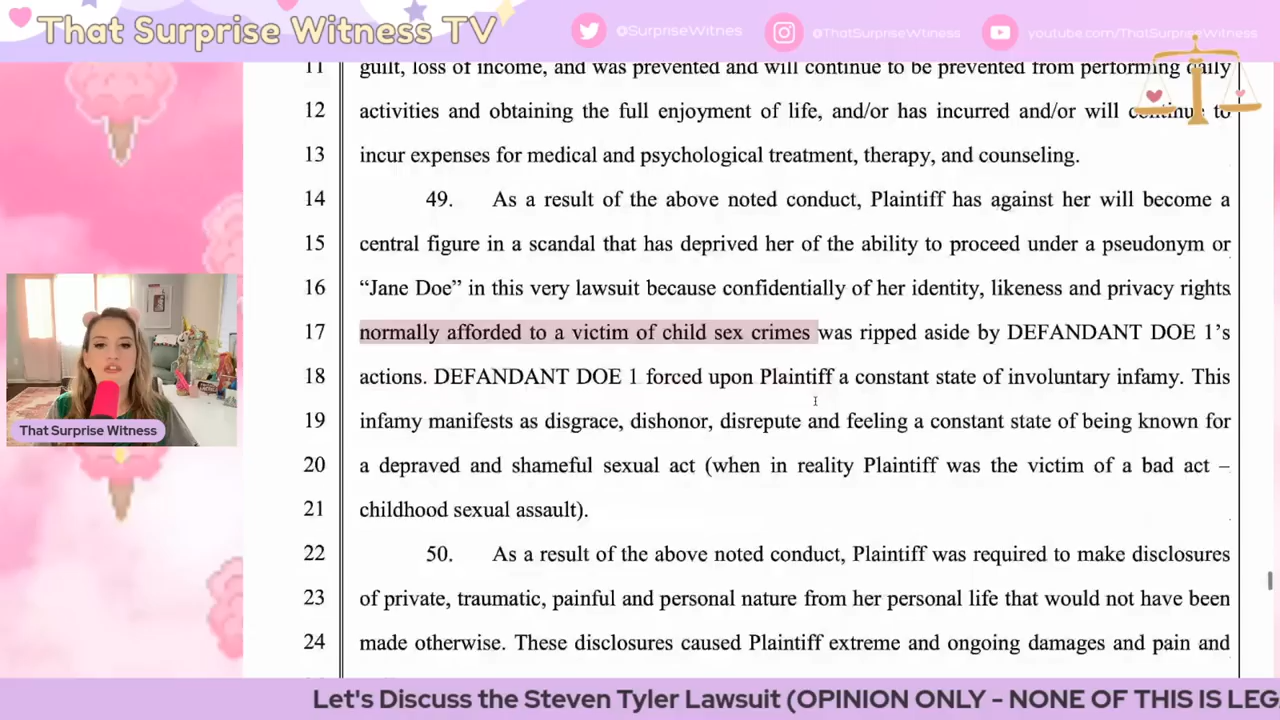 That Surprise Witness TV
@SurpriseWitnes
@ThatSurpriseWtiness
youtube.com/ThatSurpriseWitness
11 guilt, loss of income, and was prevented and will continue to be prevented from performing daily
12 activities and obtaining the full enjoyment of life, and/or has incurred and/or will continue to
13 incur expenses for medical and psychological treatment, therapy, and counseling.
14 49. As a result of the above noted conduct, Plaintiff has against her will become a
15 central figure in a scandal that has deprived her of the ability to proceed under a pseudonym or
16 “Jane Doe” in this very lawsuit because confidentially of her identity, likeness and privacy rights
17 normally afforded to a victim of child sex crimes was ripped aside by DEFANDANT DOE 1’s
18 actions. DEFANDANT DOE 1 forced upon Plaintiff a constant state of involuntary infamy. This
19 infamy manifests as disgrace, dishonor, disrepute and feeling a constant state of being known for
20 a depraved and shameful sexual act (when in reality Plaintiff was the victim of a bad act –
21 childhood sexual assault).
22 50. As a result of the above noted conduct, Plaintiff was required to make disclosures
23 of private, traumatic, painful and personal nature from her personal life that would not have been
24 made otherwise. These disclosures caused Plaintiff extreme and ongoing damages and pain and
That Surprise Witness
Let's Discuss the Steven Tyler Lawsuit (OPINION ONLY - NONE OF THIS IS LEG